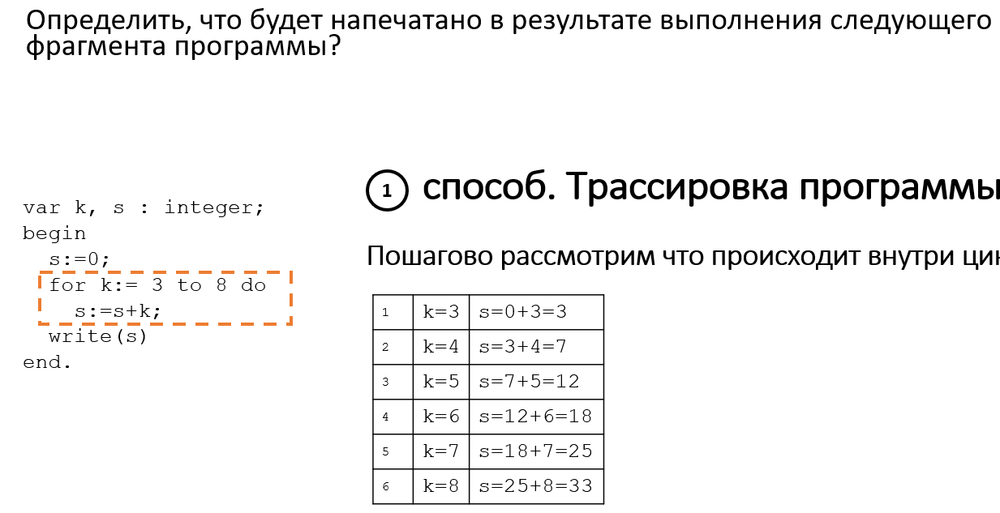 Определить, что будет напечатано в результате выполнения следующего
фрагмента программы?
1 способ. Трассировка программы
Пошагово рассмотрим что происходит внутри
var k, s : integer;
begin
s:=0;
for k:= 3 to 8 do
s:=s+k;
write(s)
end.
1 k=3 s=0+3=3
2 k=4 s=3+4=7
3 k=5 s=7+5=12
4 k=6 s=12+6=18
5 k=7 s=18+7=25
6 k=8 s=25+8=33